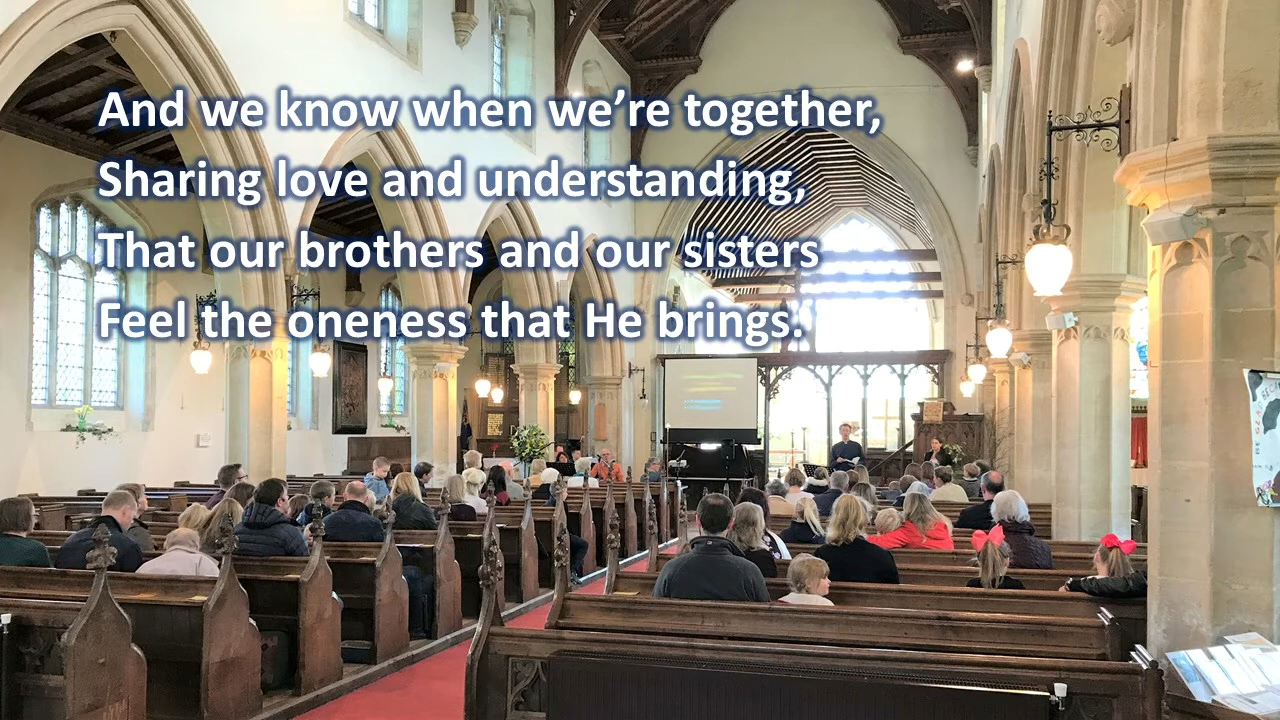 And we know when we’re together,
Sharing love and understanding,
That our brothers and our sisters
Feel the oneness that He brings.